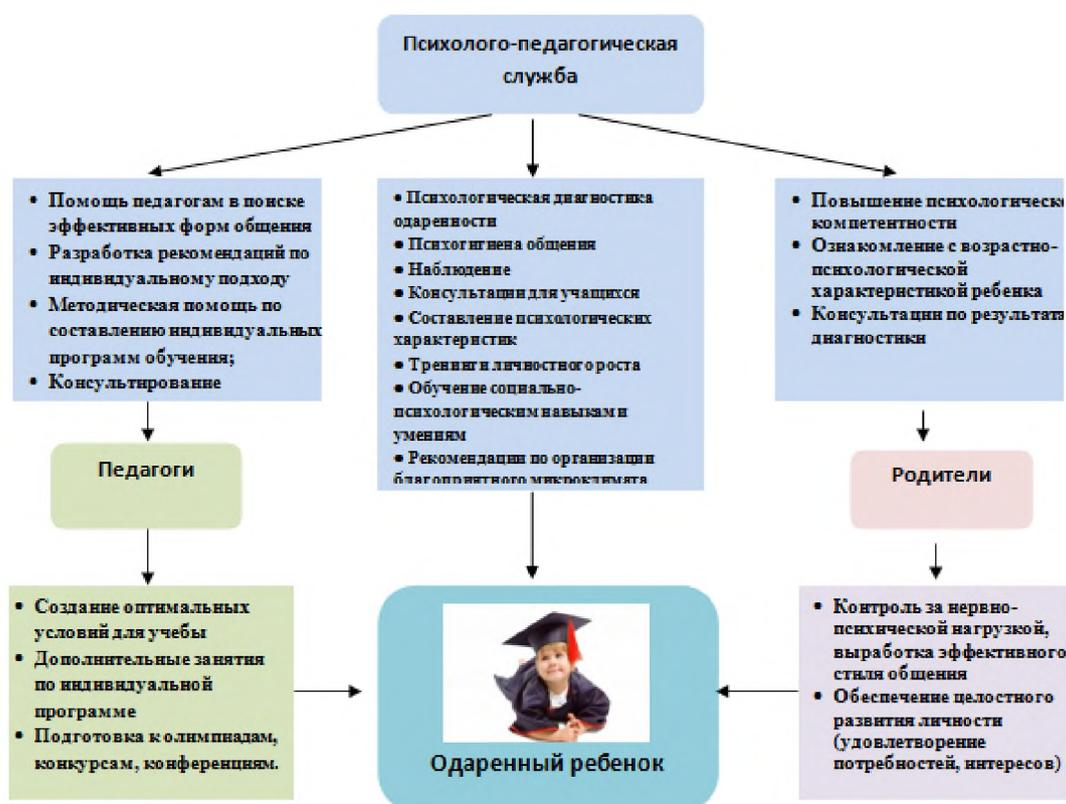 Психолого-педагогическая
служба
• Помощь педагогам в поиске
эффективных форм общения
• Разработка рекомендаций по
индивидуальному подходу
• Методическая помощь по
составлению индивидуальных
программ обучения;
• Консультирование
• Психологическая диагностика
одаренности
• Психогигиена общения
• Наблюдение
• Консультации для учащихся
• Составление психологических
характеристик
• Тренинги личностного роста
• Обучение социально-
психологическим навыкам и
умениям
• Рекомендации по организации
благоприятного микроклимата
• Повышение психологическо
компетентности
• Ознакомление с возрастно-
психологической
характеристикой ребенка
• Консультации по результата
диагностики
Педагоги
Родители
• Создание оптимальных
условий для учебы
• Дополнительные занятия
по индивидуальной
программе
• Подготовка к олимпиадам,
конкурсам, конференциям.
Одаренный ребенок
• Контроль за нервно-
психической нагрузкой,
выработка эффективного
стиля общения
• Обеспечение целостного
развития личности
(удовлетворение
потребностей, интересов)